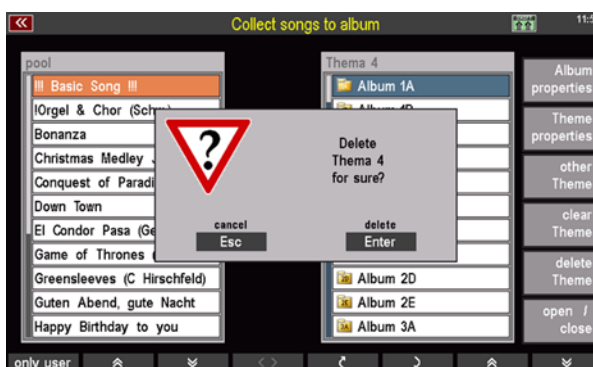 Collect songs to album
11:5
pool
!!! Basic Song !!!
!Orgel & Chor (Schm)
Bonanza
Christmas Medley
Conquest of Paradi
Down Town
El Condor Pasa (Ge
Game of Thrones
Greensleeves (C Hirschfeld)
Guten Abend, gute Nacht
Happy Birthday to you
Thema 4
Album 1A
Album 2D
Album 2E
Album 3A
Delete
Thema 4
for sure?
cancel
Esc
delete
Enter
Album
properties
Theme
properties
other
Theme
clear
Theme
delete
Theme
open /
close
only user